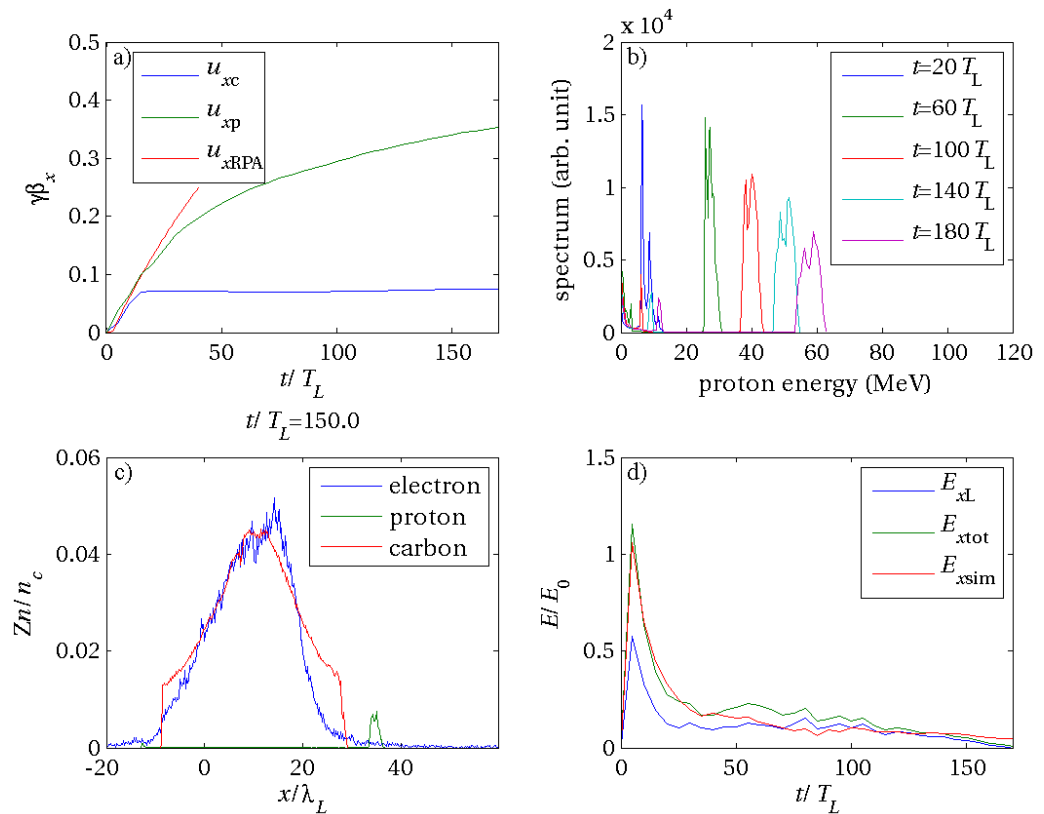 a)
u_xc
u_xp
u_xRPA
γβ_x
0.5
0.4
0.3
0.2
0.1
0
0 50 100 150
t/ T_L
x 10^4
b)
t=20 T_L
t=60 T_L
t=100 T_L
t=140 T_L
t=180 T_L
spectrum (arb. unit)
2
1.5
1
0.5
0
0 20 40 60 80 100 120
proton energy (MeV)
t/ T_L=150.0
c)
electron
proton
carbon
Zn/ n_c
0.06
0.04
0.02
0
-20 0 20 40
x/λ_L
d)
E_xL
E_xtot
E_xsim
E/ E_0
1.5
1
0.5
0
0 50 100 150
t/ T_L